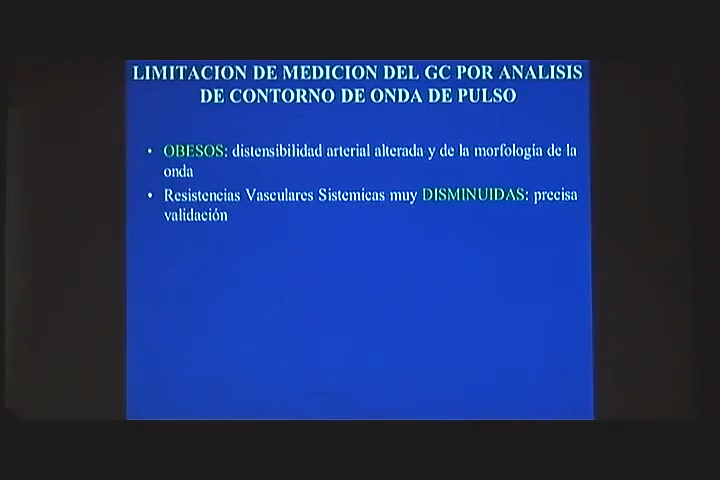 LIMITACION DE MEDICION DEL GC POR ANALISIS
DE CONTORNO DE ONDA DE PULSO
• OBESOS: distensibilidad arterial alterada y de la morfología de la
onda
• Resistencias Vasculares Sistemicas muy DISMINUIDAS: precisa
validación